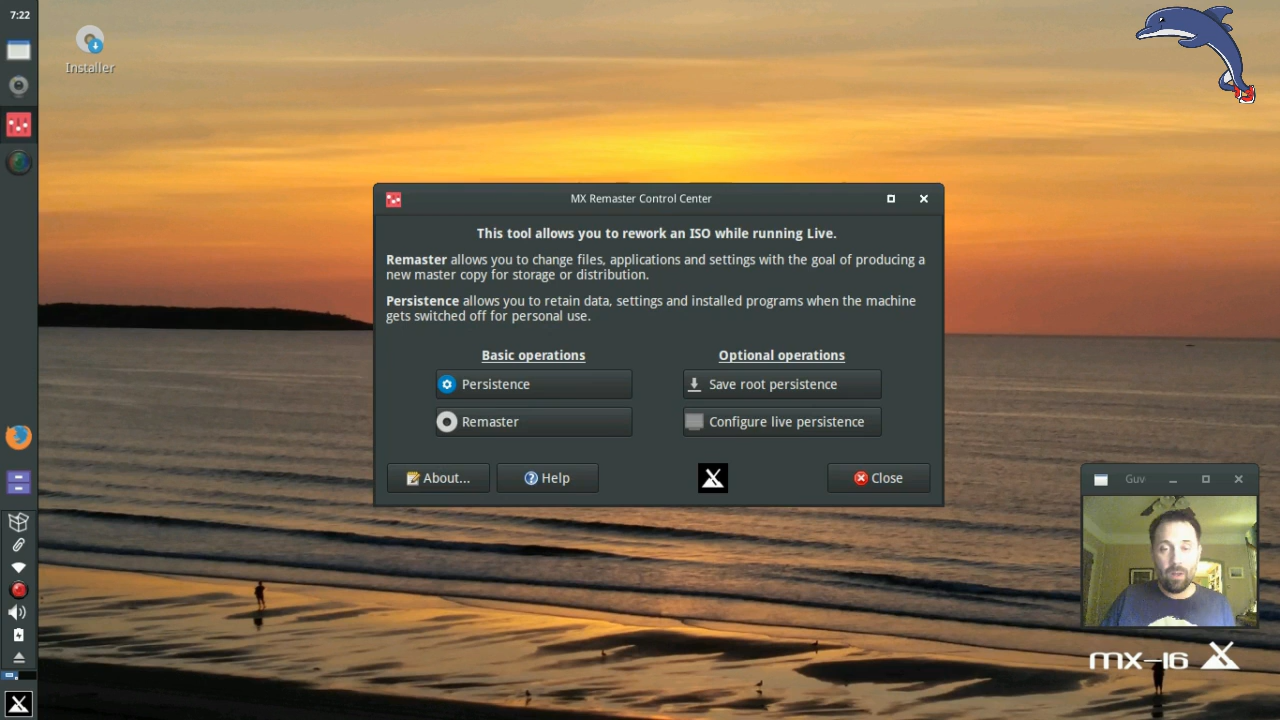 7:22
Installer
MX Remaster Control Center
This tool allows you to rework an ISO while running Live.
Remaster allows you to change files, applications and settings with the goal of producing a
new master copy for storage or distribution.
Persistence allows you to retain data, settings and installed programs when the machine
gets switched off for personal use.
Basic operations
Optional operations
Persistence
Save root persistence
Remaster
Configure live persistence
About...
Help
Close
Guv
mx-16